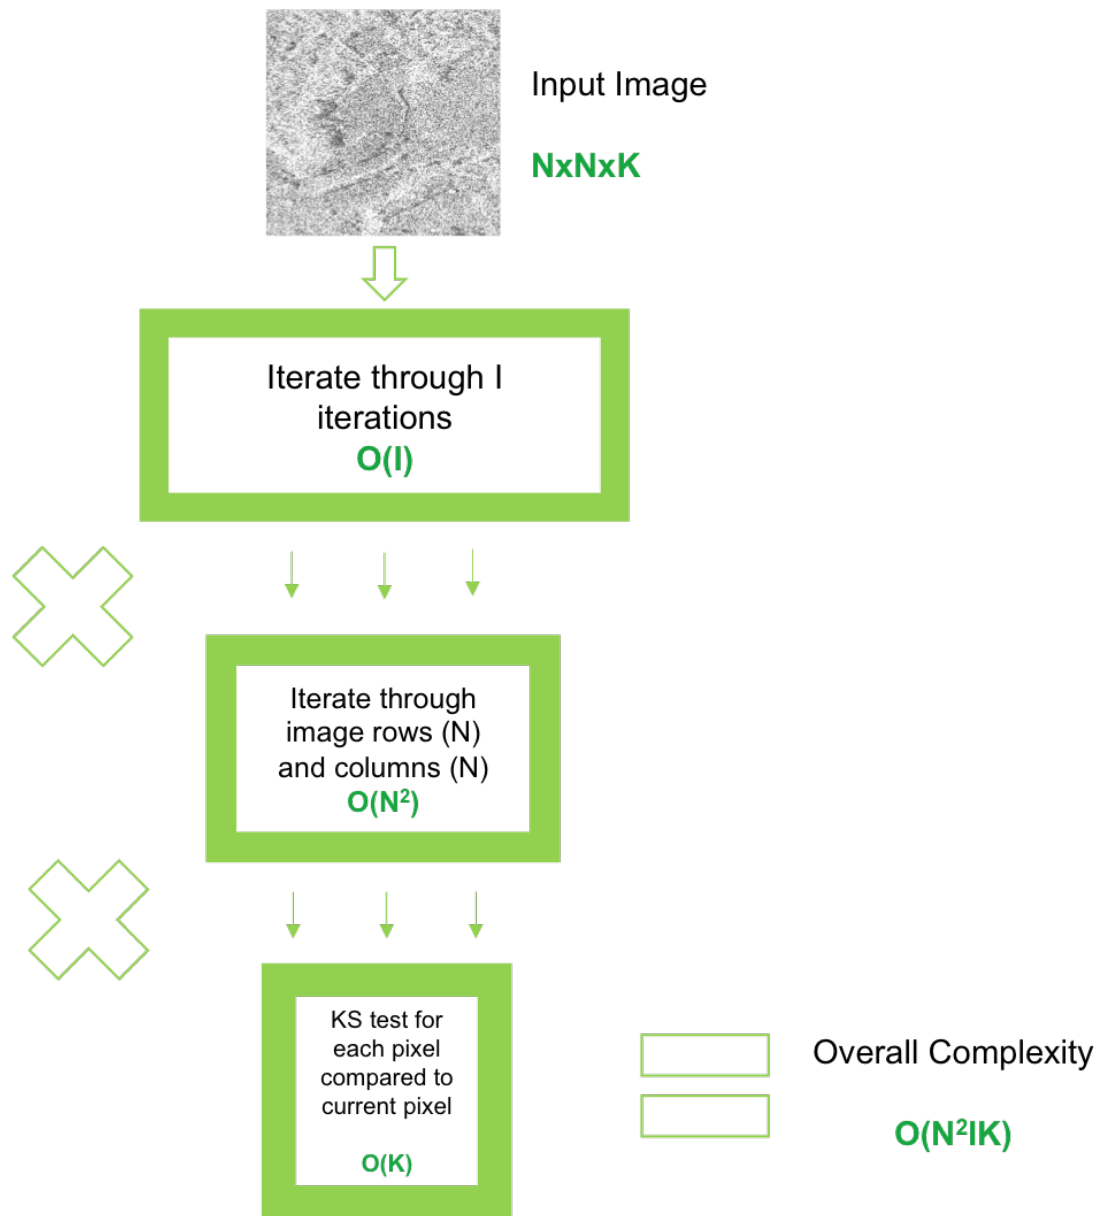 Input Image
NxNxK
Iterate through I
iterations
O(I)
Iterate through
image rows (N)
and columns (N)
O(N²)
KS test for
each pixel
compared to
current pixel
O(K)
Overall Complexity
O(N²IK)